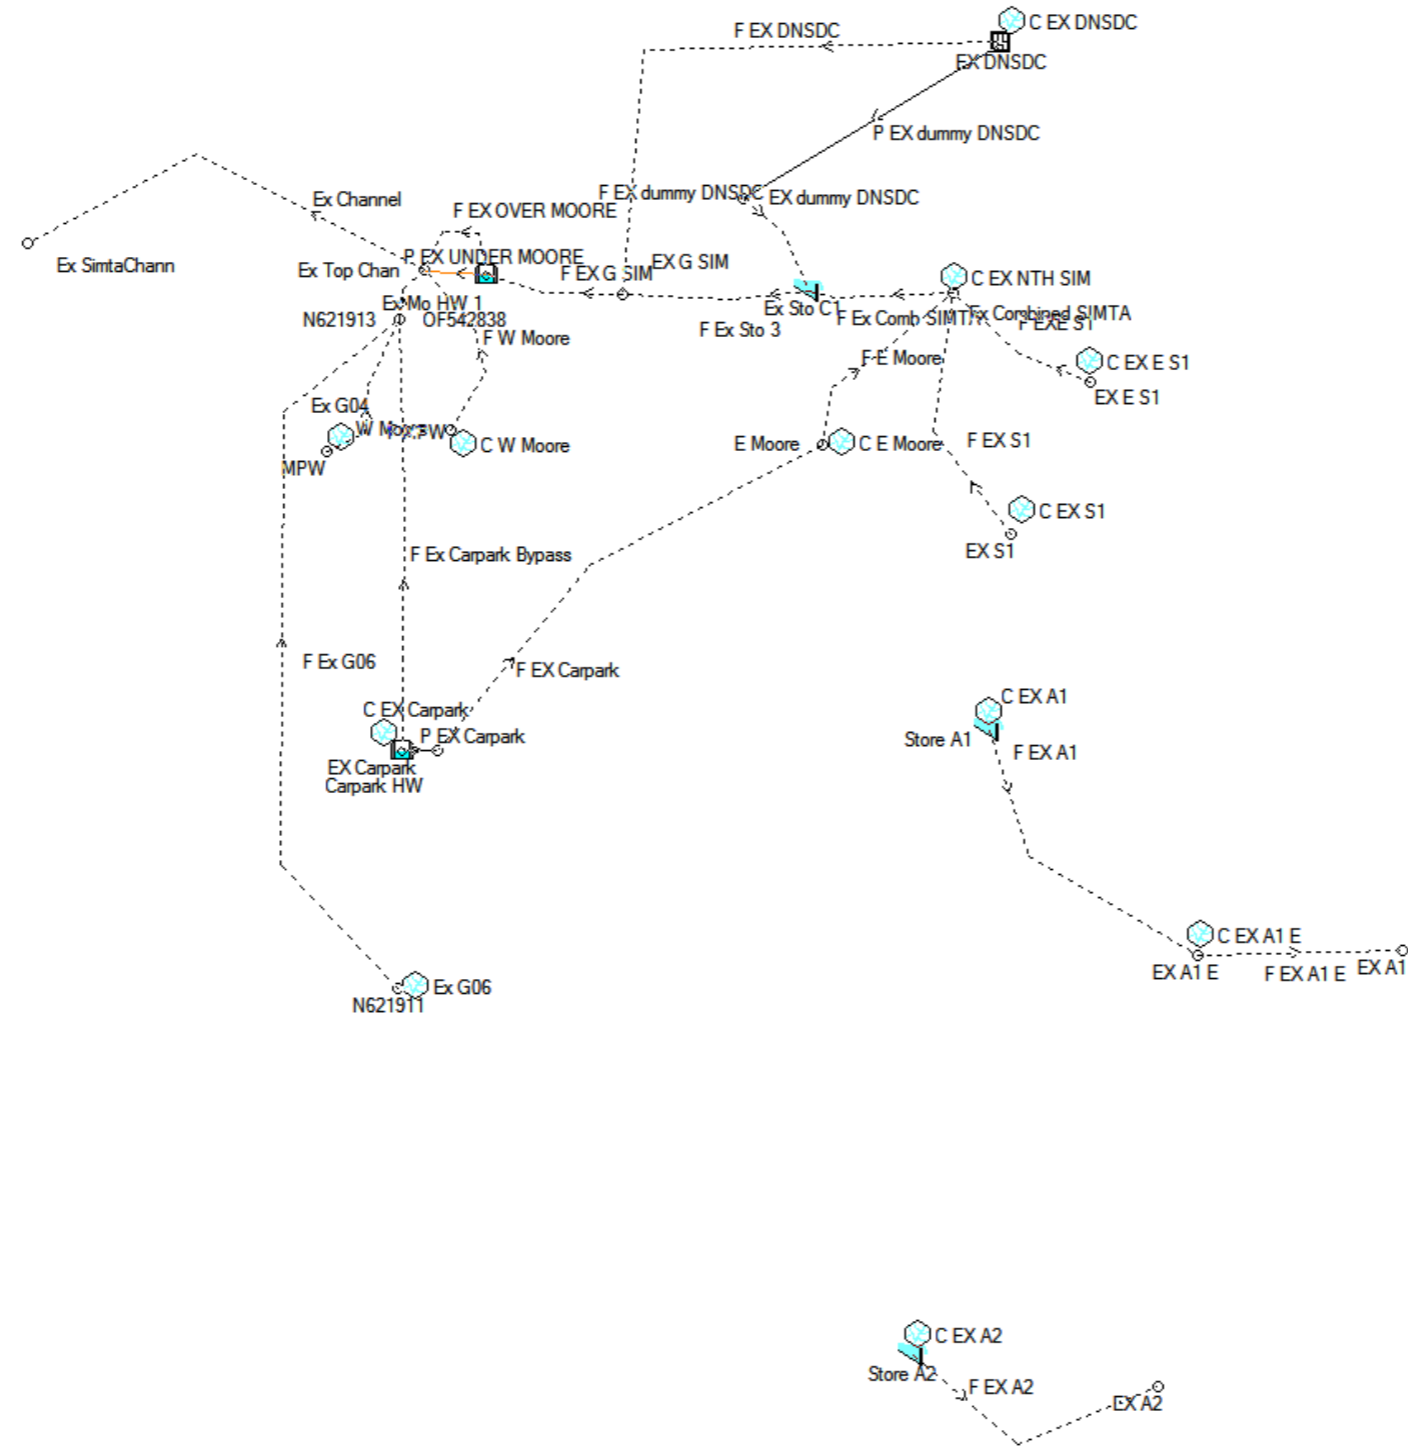 C EX DNSDC
F EX DNSDC
EX DNSDC
P EX dummy DNSDC
F EX dummy DNSDC
EX dummy DNSDC
Ex Channel
F EX OVER MOORE
P EX UNDER MOORE
Ex SimtaChann
Ex Top Chan
F EX G SIM
EX G SIM
C EX NTH SIM
Ex Mo HW 1
N621913
OF542838
Ex Sto C1
F Ex Comb SIMTA
Ex Combined SIMTA
F EX E S1
F Ex Sto 3
F W Moore
F E Moore
C EX E S1
EX E S1
Ex G04
W Moore
C W Moore
MPW
E Moore
C E Moore
F EX S1
C EX S1
EX S1
F Ex Carpark Bypass
F Ex G06
F EX Carpark
C EX Carpark
P EX Carpark
EX Carpark
Carpark HW
C EX A1
Store A1
F EX A1
C EX A1 E
EX A1 E
F EX A1 E
EX A1
Ex G06
N621911
C EX A2
Store A2
F EX A2
EX A2